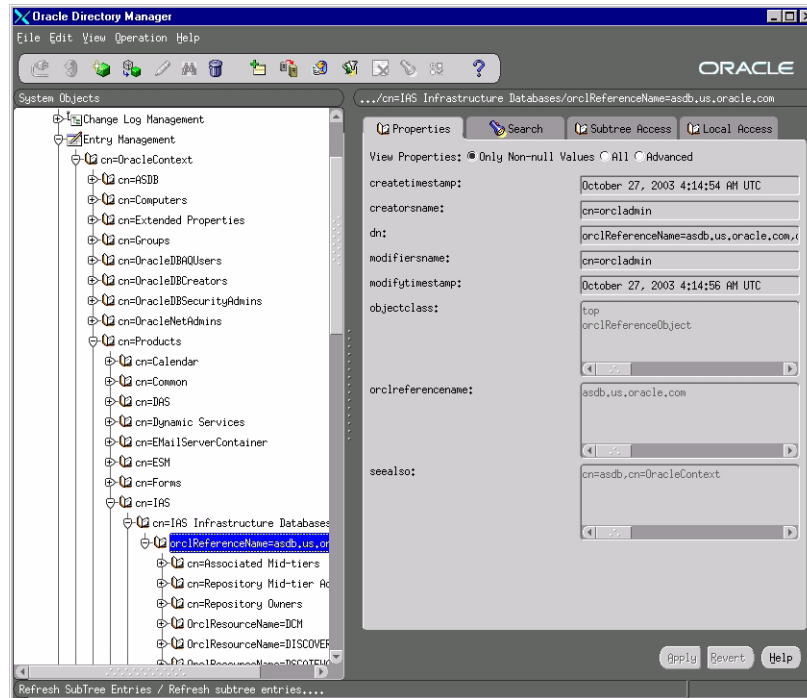 Oracle Directory Manager
File Edit View Operation Help
ORACLE
System Objects
.../cn=IAS Infrastructure Databases/orclReferenceName=asdb.us.oracle.com
Change Log Management
Entry Management
cn=OracleContext
cn=ASDB
cn=Computers
cn=Extended Properties
cn=Groups
cn=OracleDBAQUsers
cn=OracleDBCreators
cn=OracleDBSecurityAdmins
cn=OracleNetAdmins
cn=Products
cn=Calendar
cn=Common
cn=DAS
cn=Dynamic Services
cn=EMailServerContainer
cn=ESM
cn=Forms
cn=IAS
cn=IAS Infrastructure Databases
orclReferenceName=asdb.us.or
cn=Associated Mid-tiers
cn=Repository Mid-tier Ac
cn=Repository Owners
OrclResourceName=DCM
OrclResourceName=DISCOVER
Properties Search Subtree Access Local Access
View Properties: Only Non-null Values All Advanced
createtimestamp: October 27, 2003 4:14:54 AM UTC
creatorsname: cn=orcladmin
dn: orclReferenceName=asdb.us.oracle.com,c
modifiersname: cn=orcladmin
modifytimestamp: October 27, 2003 4:14:56 AM UTC
objectclass: top
orclReferenceObject
orclreferencename: asdb.us.oracle.com
seealso: cn=asdb,cn=OracleContext
Apply Revert Help
Refresh SubTree Entries / Refresh subtree entries....